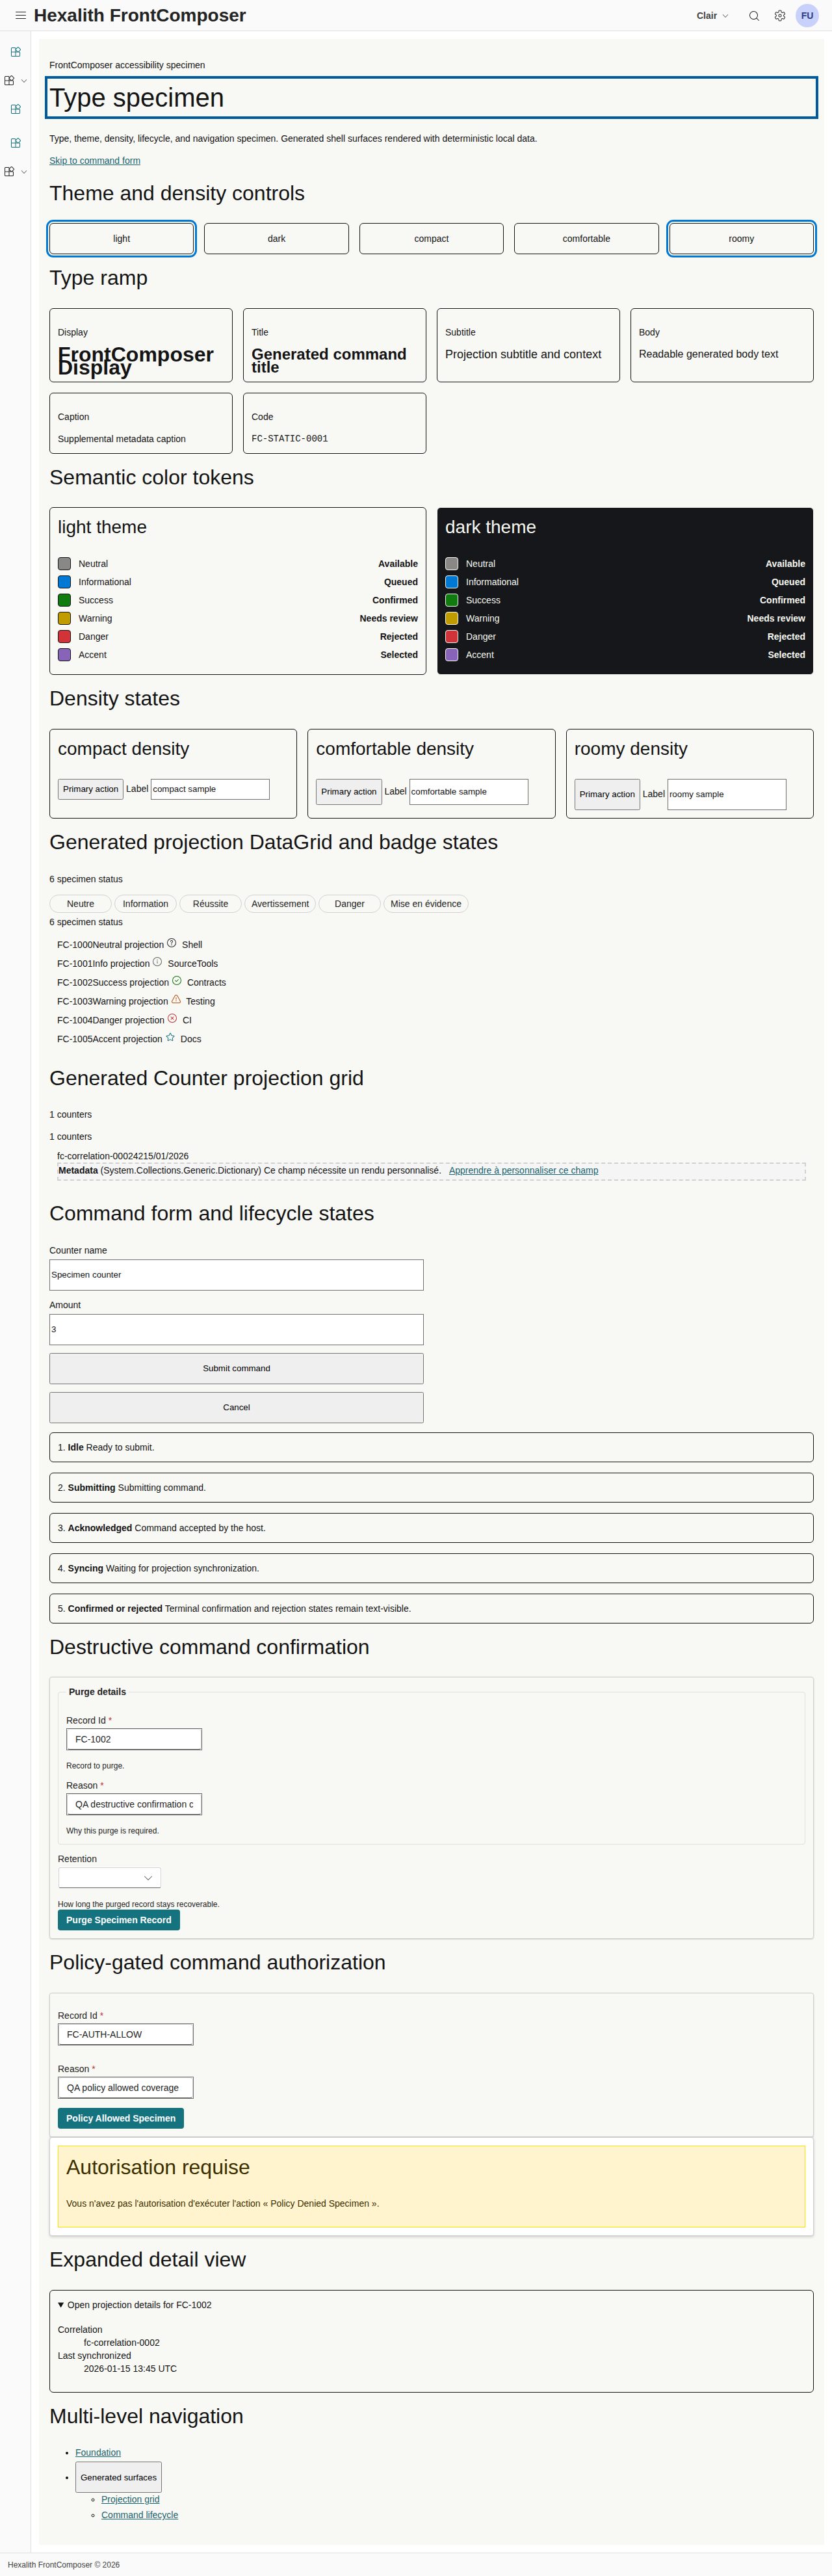 Hexalith FrontComposer
Clair
FU
FrontComposer accessibility specimen
Type specimen
Type, theme, density, lifecycle, and navigation specimen. Generated shell surfaces rendered with deterministic local data.
Skip to command form
Theme and density controls
light
dark
compact
comfortable
roomy
Type ramp
Display
FrontComposer
Display
Title
Generated command
title
Subtitle
Projection subtitle and context
Body
Readable generated body text
Caption
Supplemental metadata caption
Code
FC-STATIC-0001
Semantic color tokens
light theme
Neutral Available
Informational Queued
Success Confirmed
Warning Needs review
Danger Rejected
Accent Selected
dark theme
Neutral Available
Informational Queued
Success Confirmed
Warning Needs review
Danger Rejected
Accent Selected
Density states
compact density
Primary action Label compact sample
comfortable density
Primary action Label comfortable sample
roomy density
Primary action Label roomy sample
Generated projection DataGrid and badge states
6 specimen status
Neutre Information Réussite Avertissement Danger Mise en évidence
6 specimen status
FC-1000Neutral projection Shell
FC-1001Info projection SourceTools
FC-1002Success projection Contracts
FC-1003Warning projection Testing
FC-1004Danger projection CI
FC-1005Accent projection Docs
Generated Counter projection grid
1 counters
1 counters
fc-correlation-00024215/01/2026
Metadata (System.Collections.Generic.Dictionary) Ce champ nécessite un rendu personnalisé. Apprendre à personnaliser ce champ
Command form and lifecycle states
Counter name
Specimen counter
Amount
3
Submit command
Cancel
1. Idle Ready to submit.
2. Submitting Submitting command.
3. Acknowledged Command accepted by the host.
4. Syncing Waiting for projection synchronization.
5. Confirmed or rejected Terminal confirmation and rejection states remain text-visible.
Destructive command confirmation
Purge details
Record Id *
FC-1002
Record to purge.
Reason *
QA destructive confirmation c
Why this purge is required.
Retention
How long the purged record stays recoverable.
Purge Specimen Record
Policy-gated command authorization
Record Id *
FC-AUTH-ALLOW
Reason *
QA policy allowed coverage
Policy Allowed Specimen
Autorisation requise
Vous n'avez pas l'autorisation d'exécuter l'action « Policy Denied Specimen ».
Expanded detail view
Open projection details for FC-1002
Correlation
fc-correlation-0002
Last synchronized
2026-01-15 13:45 UTC
Multi-level navigation
Foundation
Generated surfaces
Projection grid
Command lifecycle
Hexalith FrontComposer © 2026